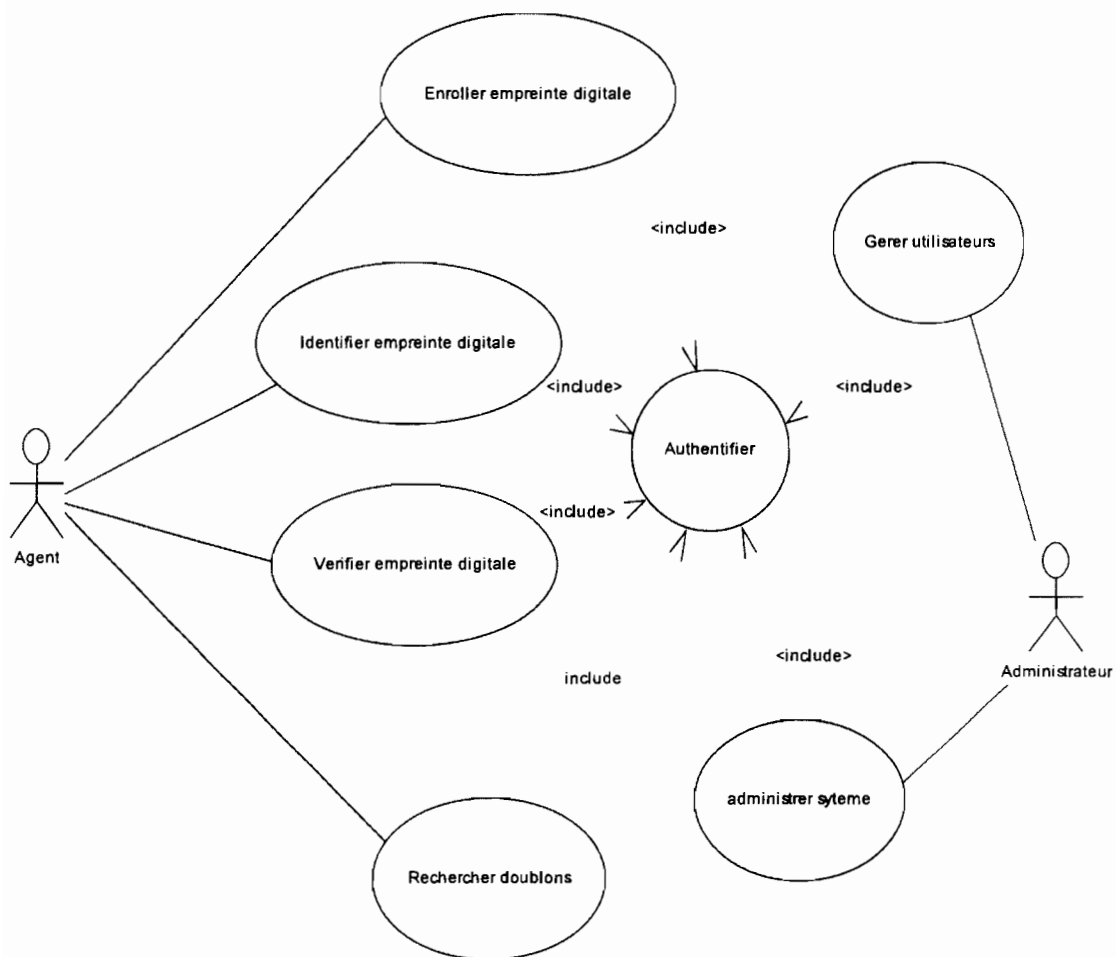 Enroller empreinte digitale
<include>
Gerer utilisateurs
Identifier empreinte digitale
<include>
<include>
Authentifier
<include>
Verifier empreinte digitale
Agent
Administrateur
<include>
include
administrer syteme
Rechercher doublons